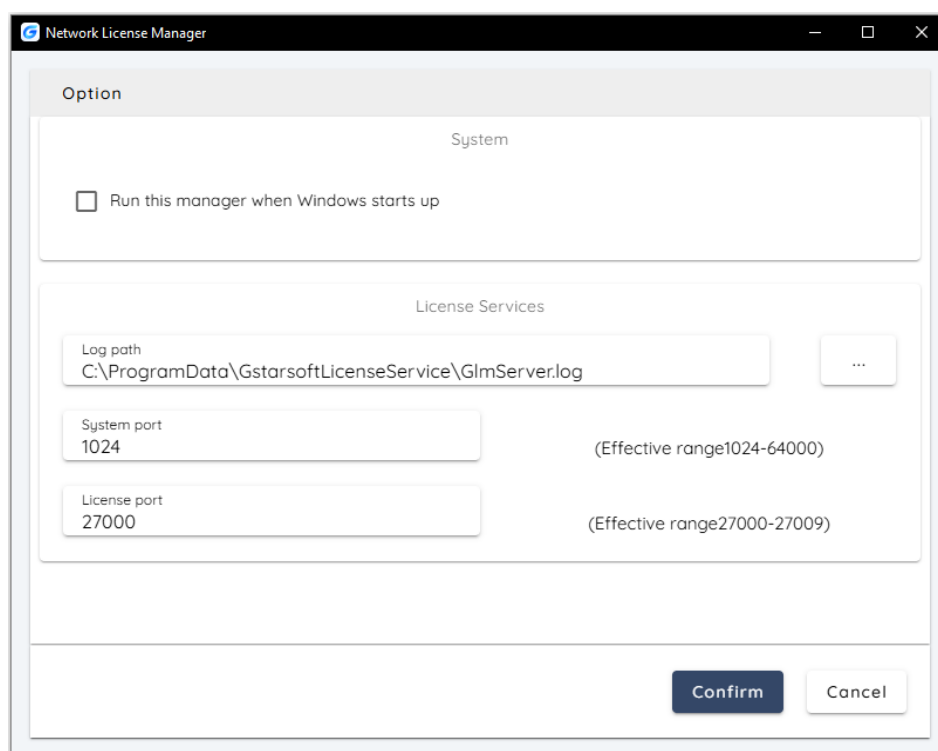 Network License Manager
Option
System
Run this manager when Windows starts up
License Services
Log path
C:\ProgramData\GstarsoftLicenseService\GlmServer.log
...
System port
1024
(Effective range1024-64000)
License port
27000
(Effective range27000-27009)
Confirm
Cancel